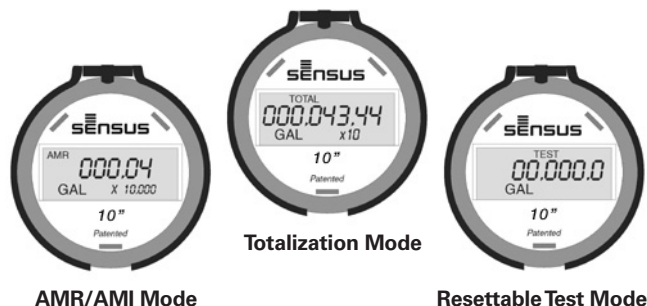 sensus
AMR
000.04
GAL X 10.000
10"
Patented
AMR/AMI Mode
sensus
TOTAL
000,043,44
GAL x10
10"
Patented
Totalization Mode
sensus
TEST
00.000.0
GAL
10"
Patented
Resettable Test Mode